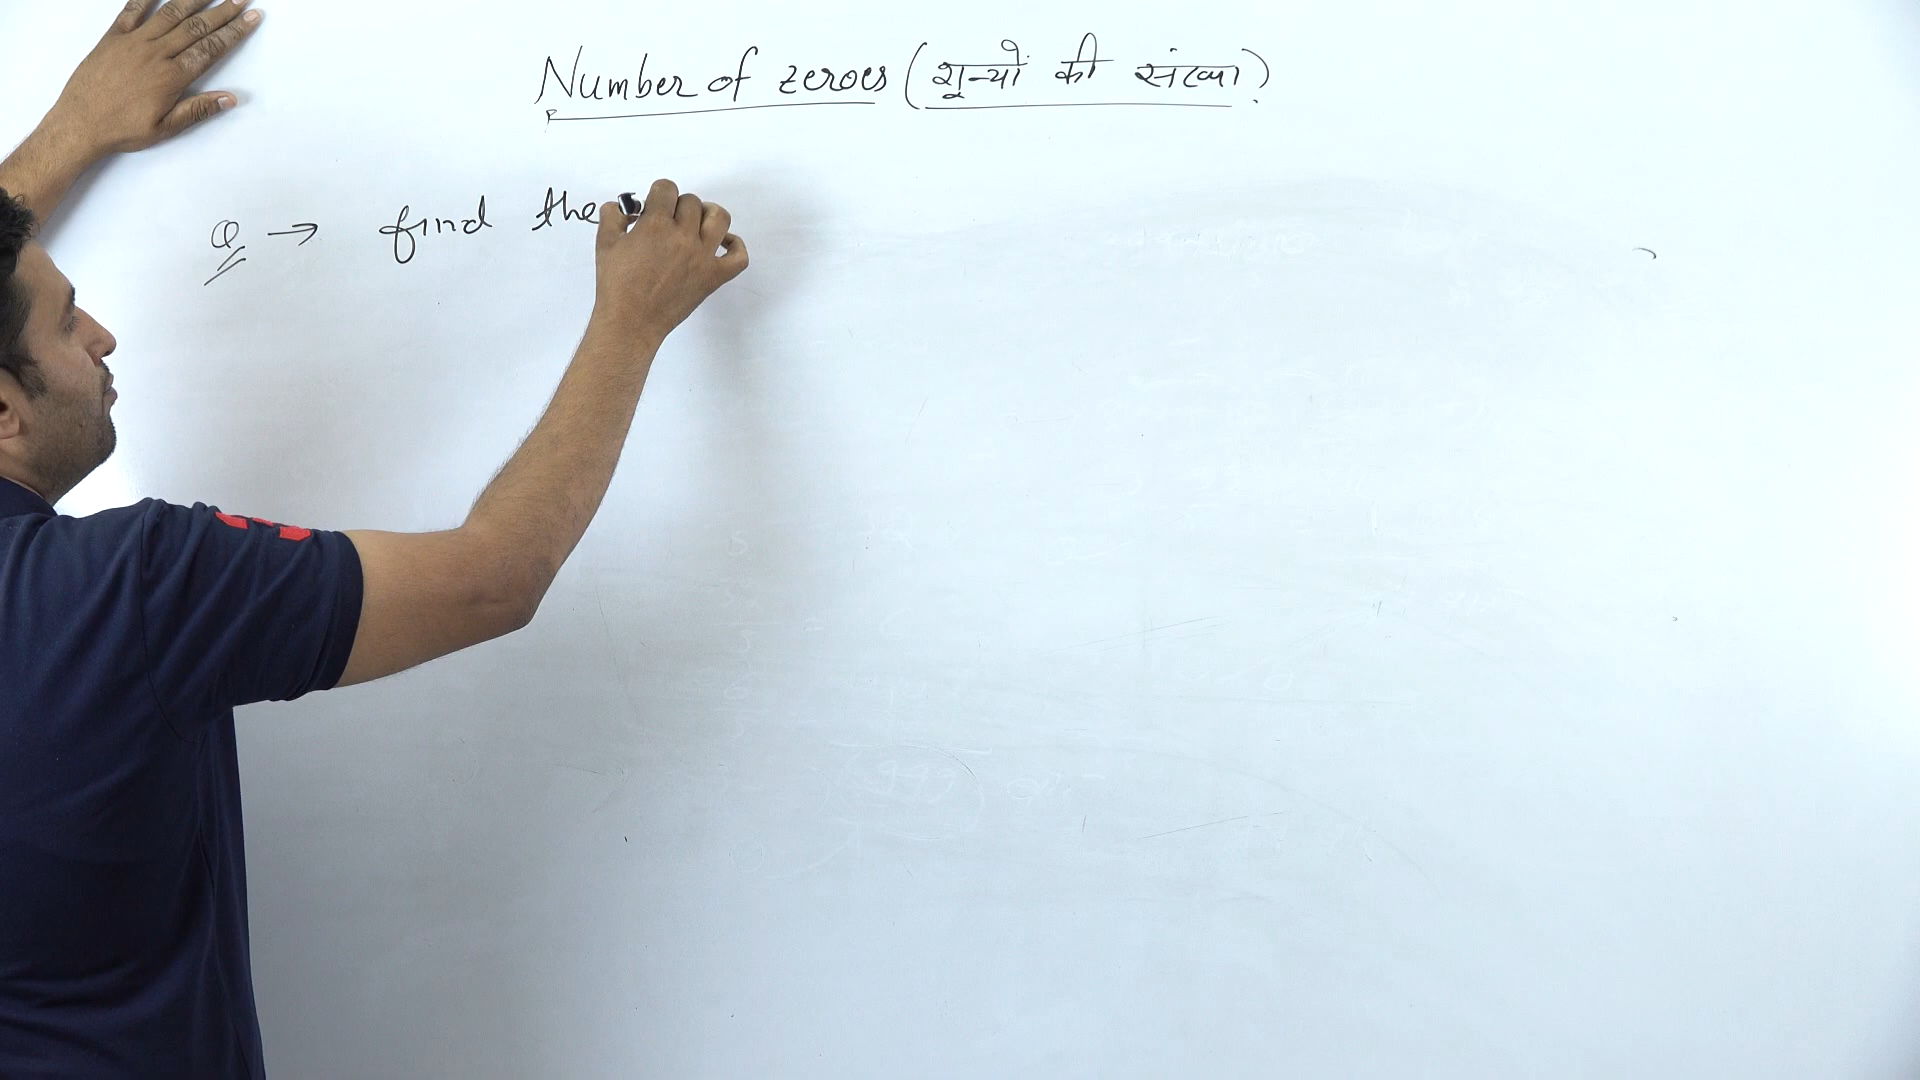 Number of zeroes (शून्यों की संख्या)
Q → find the